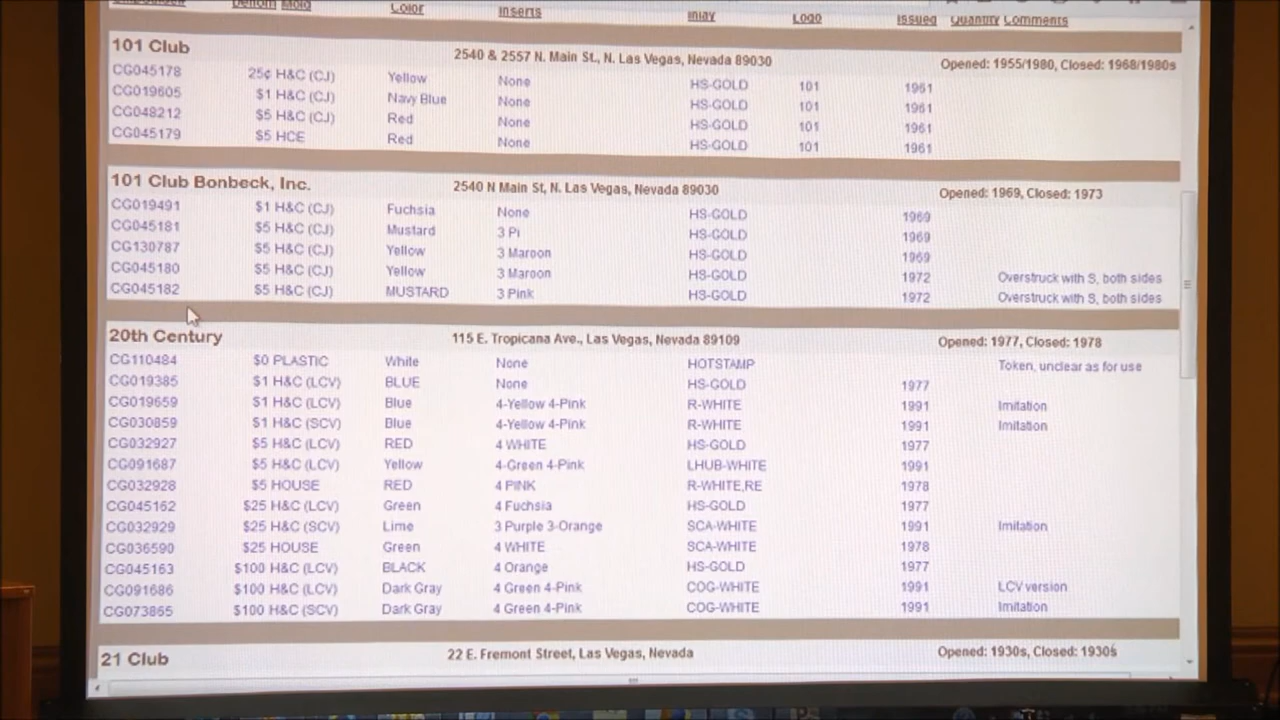 Denom Mold Color Inserts Inlay Logo Issued Quantity Comments
101 Club 2540 & 2557 N. Main St., N. Las Vegas, Nevada 89030 Opened: 1955/1980, Closed: 1968/1980s
CG045178 25¢ H&C (CJ) Yellow None HS-GOLD 101 1961
CG019605 $1 H&C (CJ) Navy Blue None HS-GOLD 101 1961
CG048212 $5 H&C (CJ) Red None HS-GOLD 101 1961
CG045179 $5 HCE Red None HS-GOLD 101 1961
101 Club Bonbeck, Inc. 2540 N Main St, N. Las Vegas, Nevada 89030 Opened: 1969, Closed: 1973
CG019491 $1 H&C (CJ) Fuchsia None HS-GOLD 1969
CG045181 $5 H&C (CJ) Mustard 3 Pi HS-GOLD 1969
CG130787 $5 H&C (CJ) Yellow 3 Maroon HS-GOLD 1969
CG045180 $5 H&C (CJ) Yellow 3 Maroon HS-GOLD 1972 Overstruck with S, both sides
CG045182 $5 H&C (CJ) MUSTARD 3 Pink HS-GOLD 1972 Overstruck with S, both sides
20th Century 115 E. Tropicana Ave., Las Vegas, Nevada 89109 Opened: 1977, Closed: 1978
CG110484 $0 PLASTIC White None HOTSTAMP Token, unclear as for use
CG019385 $1 H&C (LCV) BLUE None HS-GOLD 1977
CG019659 $1 H&C (LCV) Blue 4-Yellow 4-Pink R-WHITE 1991 Imitation
CG030859 $1 H&C (SCV) Blue 4-Yellow 4-Pink R-WHITE 1991 Imitation
CG032927 $5 H&C (LCV) RED 4 WHITE HS-GOLD 1977
CG091687 $5 H&C (LCV) Yellow 4-Green 4-Pink LHUB-WHITE 1991
CG032928 $5 HOUSE RED 4 PINK R-WHITE,RE 1978
CG045162 $25 H&C (LCV) Green 4 Fuchsia HS-GOLD 1977
CG032929 $25 H&C (SCV) Lime 3 Purple 3-Orange SCA-WHITE 1991 Imitation
CG036590 $25 HOUSE Green 4 WHITE SCA-WHITE 1978
CG045163 $100 H&C (LCV) BLACK 4 Orange HS-GOLD 1977
CG091686 $100 H&C (LCV) Dark Gray 4 Green 4-Pink COG-WHITE 1991 LCV version
CG073865 $100 H&C (SCV) Dark Gray 4 Green 4-Pink COG-WHITE 1991 Imitation
21 Club 22 E. Fremont Street, Las Vegas, Nevada Opened: 1930s, Closed: 1930s